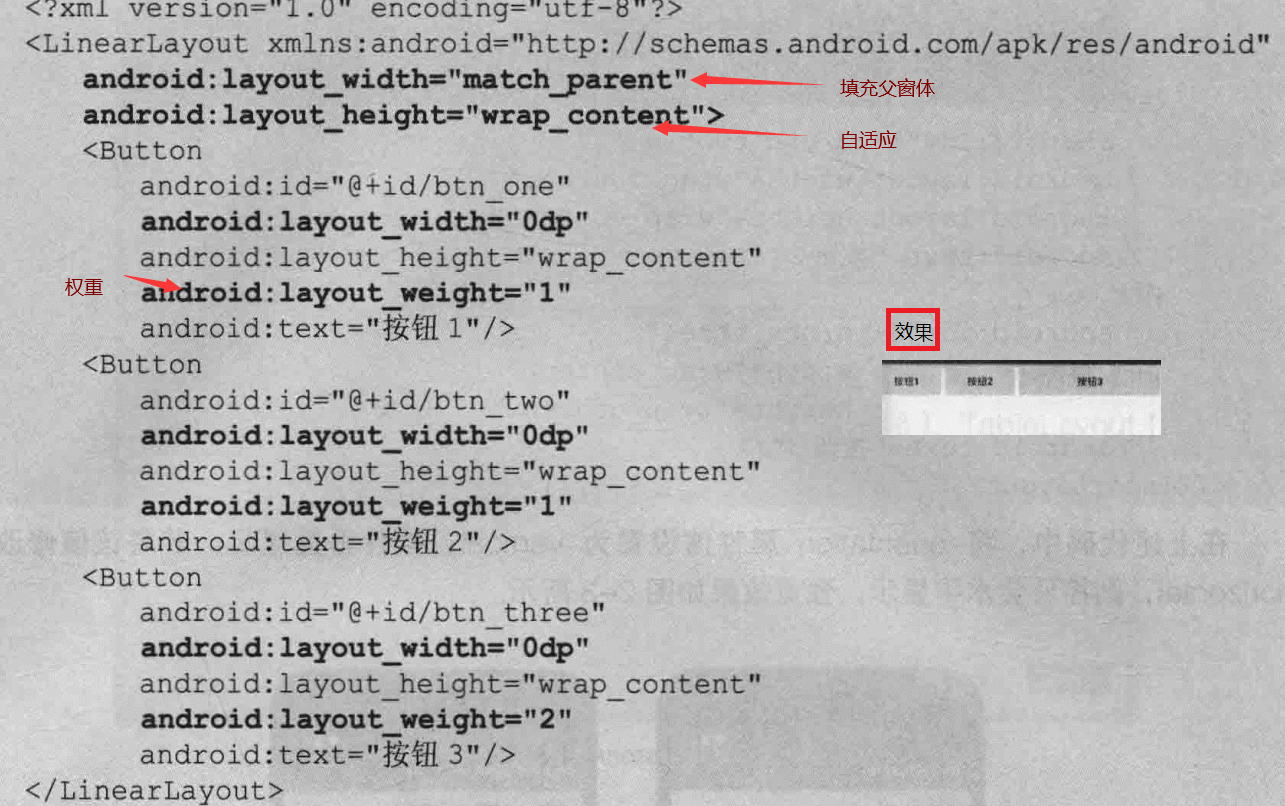 <?xml version="1.0" encoding="utf-8"?>
<LinearLayout xmlns:android="http://schemas.android.com/apk/res/android"
android:layout_width="match_parent"
填充父窗体
android:layout_height="wrap_content">
自适应
<Button
android:id="@+id/btn_one"
android:layout_width="0dp"
android:layout_height="wrap_content"
权重
android:layout_weight="1"
android:text="按钮1"/>
效果
<Button
按钮1 按钮2 按钮3
android:id="@+id/btn_two"
android:layout_width="0dp"
android:layout_height="wrap_content"
android:layout_weight="1"
android:text="按钮2"/>
<Button
android:id="@+id/btn_three"
android:layout_width="0dp"
android:layout_height="wrap_content"
android:layout_weight="2"
android:text="按钮3"/>
</LinearLayout>